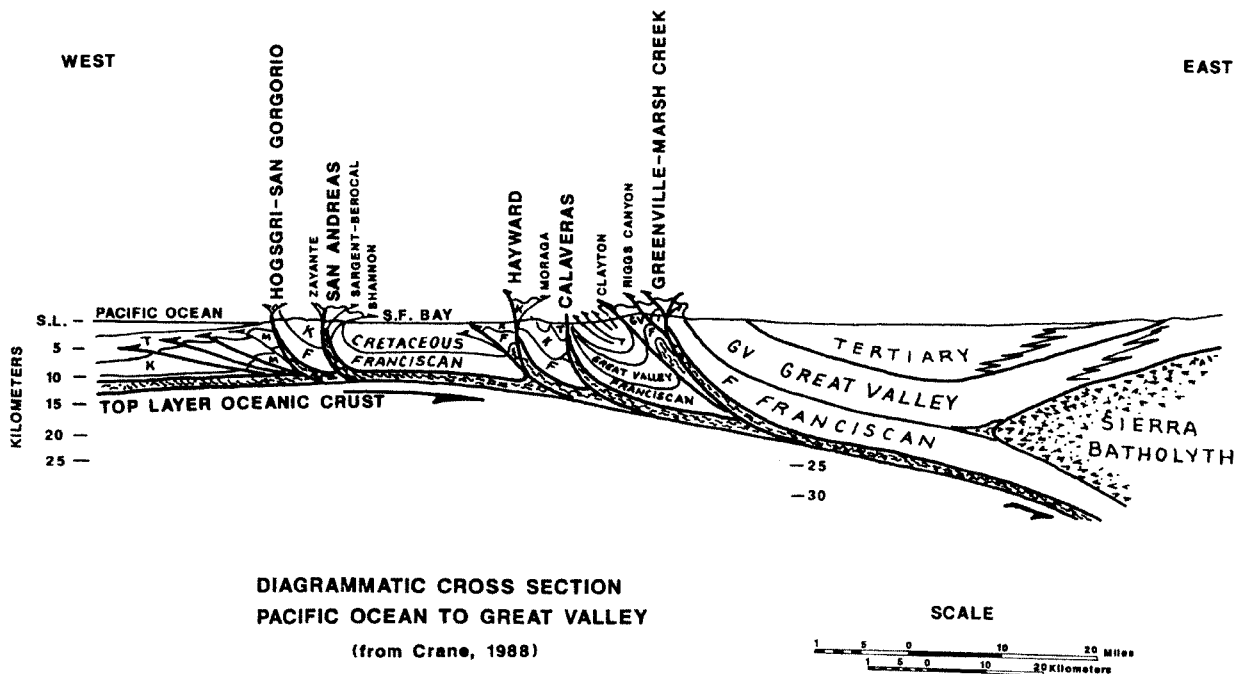 WEST
EAST
HOGSGRI-SAN GORGORIO
ZAYANTE
SAN ANDREAS
SARGENT-BEROCAL
SHANNON
HAYWARD
MORAGA
CALAVERAS
CLAYTON
RIGGS CANYON
GREENVILLE-MARSH CREEK
PACIFIC OCEAN
S.F. BAY
S.L. —
5 —
10 —
15 —
20 —
25 —
KILOMETERS
T
K
M
M
K
F
CRETACEOUS
FRANCISCAN
K
F
K
T
K
F
T
GREAT VALLEY
FRANCISCAN
GV
T
F
GV
F
TERTIARY
GREAT VALLEY
FRANCISCAN
SIERRA
BATHOLYTH
TOP LAYER OCEANIC CRUST
—25
—30
DIAGRAMMATIC CROSS SECTION
PACIFIC OCEAN TO GREAT VALLEY
(from Crane, 1988)
SCALE
1 5 0 10 20 Miles
1 5 0 10 20 Kilometers